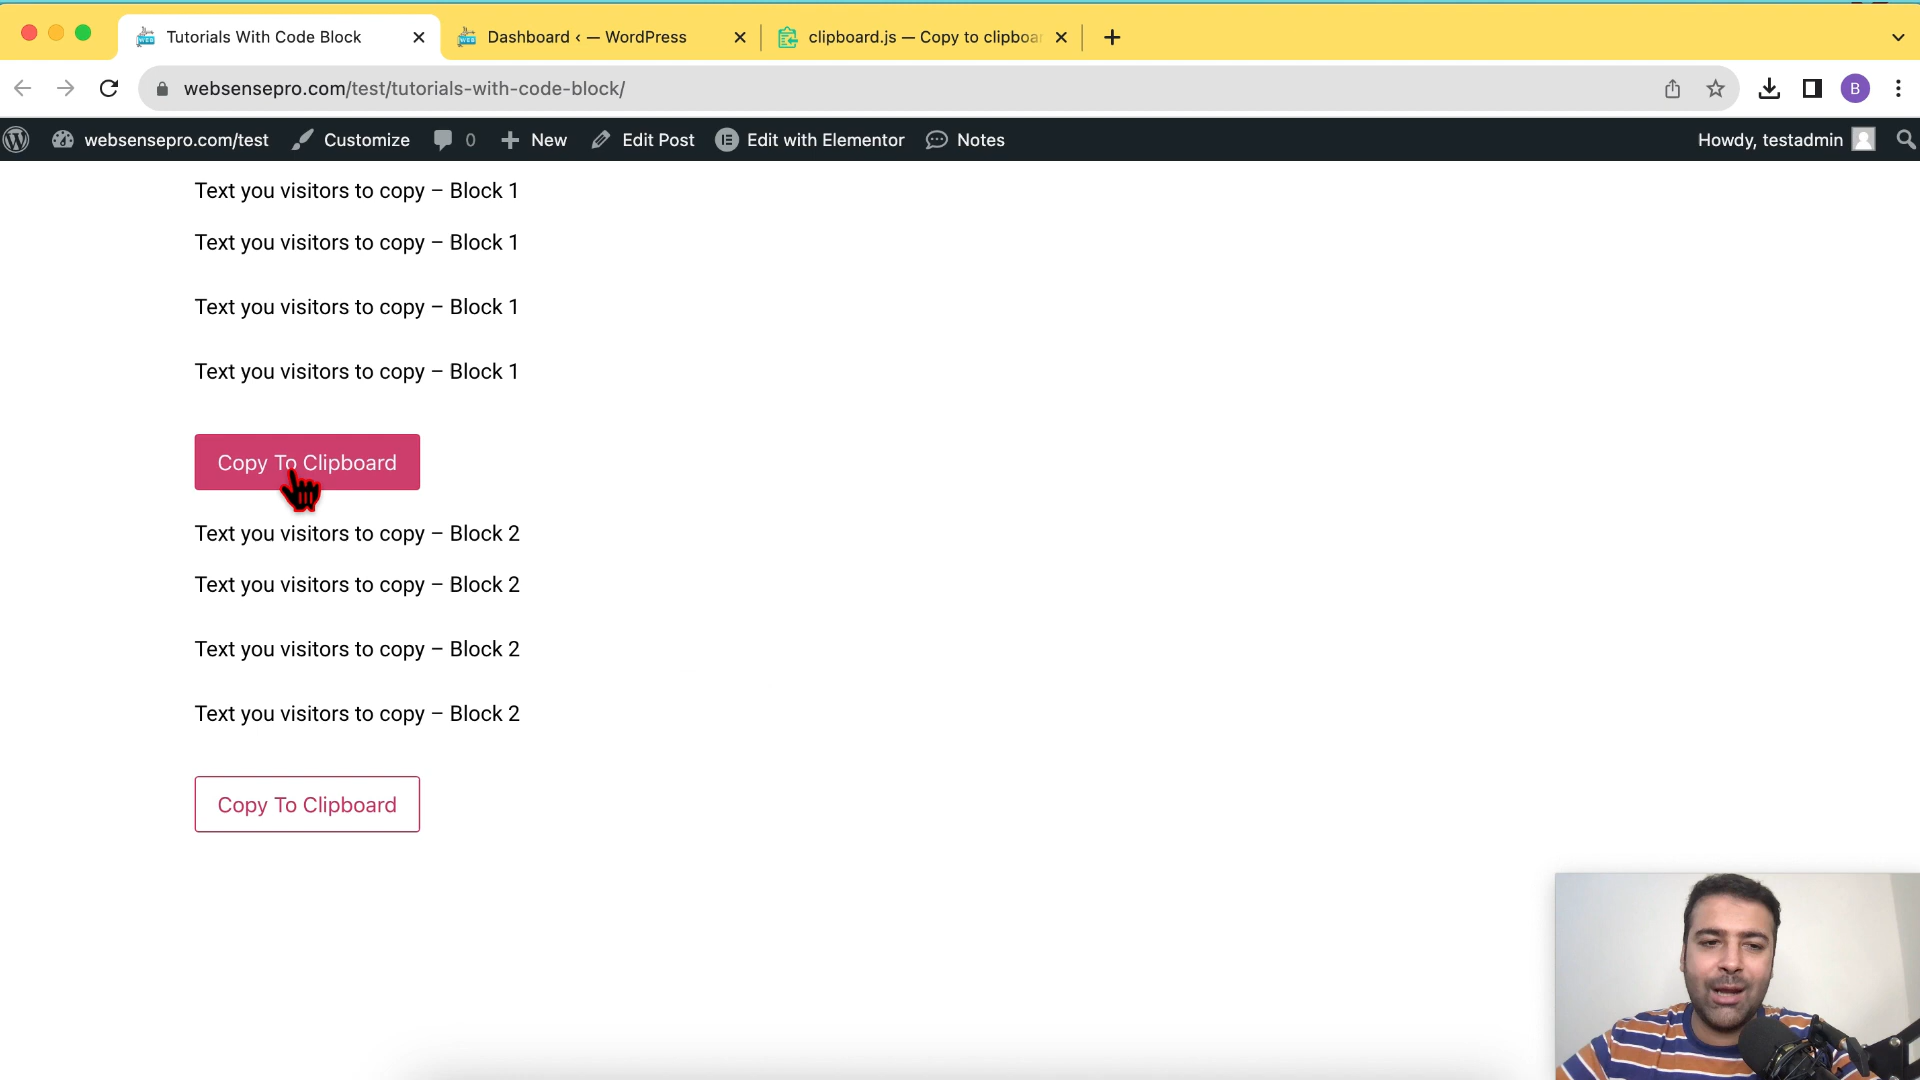 Tutorials With Code Block
Dashboard ‹ — WordPress
clipboard.js — Copy to clipboar
websensepro.com/test/tutorials-with-code-block/
B
websensepro.com/test
Customize
0
New
Edit Post
Edit with Elementor
Notes
Howdy, testadmin
Text you visitors to copy – Block 1
Text you visitors to copy – Block 1
Text you visitors to copy – Block 1
Text you visitors to copy – Block 1
Copy To Clipboard
Text you visitors to copy – Block 2
Text you visitors to copy – Block 2
Text you visitors to copy – Block 2
Text you visitors to copy – Block 2
Copy To Clipboard